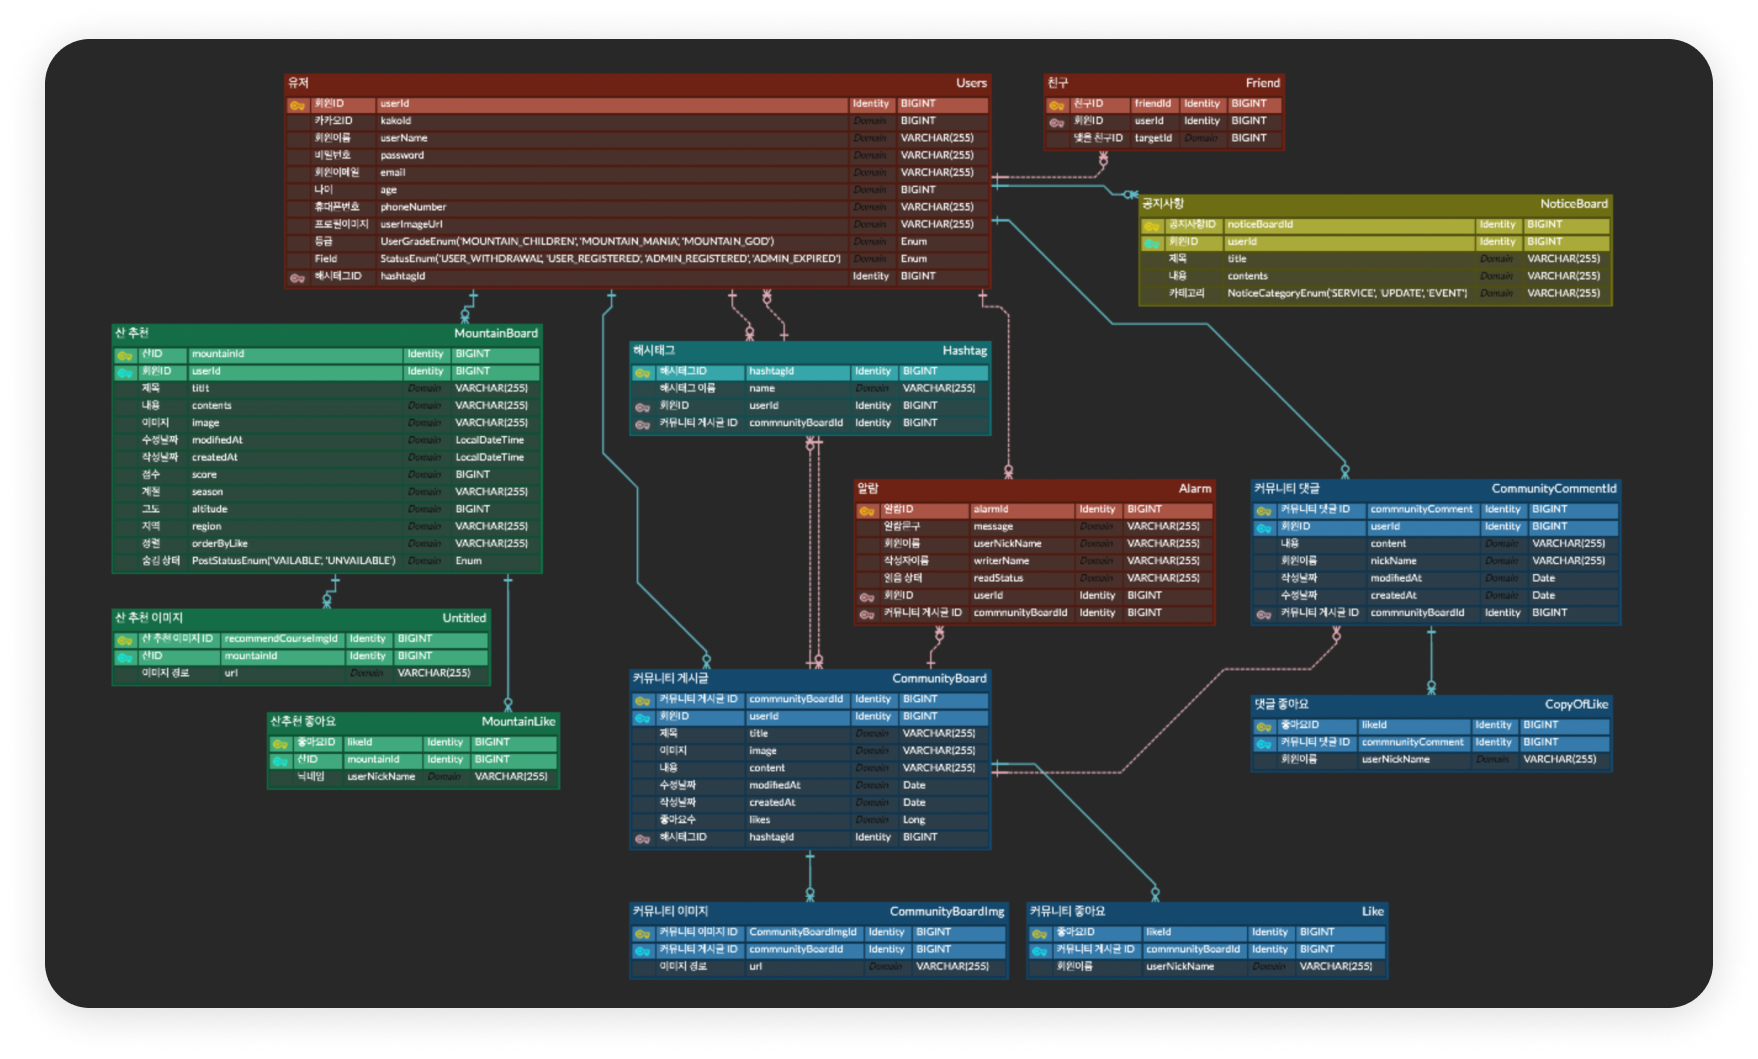 유저 Users
회원ID userId Identity BIGINT
카카오ID kakoId Domain BIGINT
회원이름 userName Domain VARCHAR(255)
비밀번호 password Domain VARCHAR(255)
회원이메일 email Domain VARCHAR(255)
나이 age Domain BIGINT
휴대폰번호 phoneNumber Domain VARCHAR(255)
프로필이미지 userImageUrl Domain VARCHAR(255)
등급 UserGradeEnum('MOUNTAIN_CHILDREN', 'MOUNTAIN_MANIA', 'MOUNTAIN_GOD') Domain Enum
Field StatusEnum('USER_WITHDRAWAL', 'USER_REGISTERED', 'ADMIN_REGISTERED', 'ADMIN_EXPIRED') Domain Enum
해시태그ID hashtagId Identity BIGINT
친구 Friend
친구ID friendId Identity BIGINT
회원ID userId Identity BIGINT
맺을 친구ID targetId Domain BIGINT
공지사항 NoticeBoard
공지사항ID noticeBoardId Identity BIGINT
회원ID userId Identity BIGINT
제목 title Domain VARCHAR(255)
내용 contents Domain VARCHAR(255)
카테고리 NoticeCategoryEnum('SERVICE', 'UPDATE', 'EVENT') Domain VARCHAR(255)
산 추천 MountainBoard
산ID mountainId Identity BIGINT
회원ID userId Identity BIGINT
제목 titlt Domain VARCHAR(255)
내용 contents Domain VARCHAR(255)
이미지 image Domain VARCHAR(255)
수정날짜 modifiedAt Domain LocalDateTime
작성날짜 createdAt Domain LocalDateTime
점수 score Domain BIGINT
계절 season Domain VARCHAR(255)
고도 altitude Domain BIGINT
지역 region Domain VARCHAR(255)
정렬 orderByLike Domain VARCHAR(255)
숨김 상태 PostStatusEnum('VAILABLE', 'UNVAILABLE') Domain Enum
해시태그 Hashtag
해시태그ID hashtagId Identity BIGINT
해시태그 이름 name Domain VARCHAR(255)
회원ID userId Identity BIGINT
커뮤니티 게시글 ID commnunityBoardId Identity BIGINT
알람 Alarm
알람ID alarmId Identity BIGINT
알람문구 message Domain VARCHAR(255)
회원이름 userNickName Domain VARCHAR(255)
작성자이름 writerName Domain VARCHAR(255)
읽음 상태 readStatus Domain VARCHAR(255)
회원ID userId Identity BIGINT
커뮤니티 게시글 ID commnunityBoardId Identity BIGINT
커뮤니티 댓글 CommunityCommentId
커뮤니티 댓글 ID commnunityComment Identity BIGINT
회원ID userId Identity BIGINT
내용 content Domain VARCHAR(255)
회원이름 nickName Domain VARCHAR(255)
작성날짜 modifiedAt Domain Date
수정날짜 createdAt Domain Date
커뮤니티 게시글 ID commnunityBoardId Identity BIGINT
산 추천 이미지 Untitled
산 추천 이미지 ID recommendCourseImgId Identity BIGINT
산ID mountainId Identity BIGINT
이미지 경로 url Domain VARCHAR(255)
산추천 좋아요 MountainLike
좋아요ID likeId Identity BIGINT
산ID mountainId Identity BIGINT
닉네임 userNickName Domain VARCHAR(255)
커뮤니티 게시글 CommunityBoard
커뮤니티 게시글 ID commnunityBoardId Identity BIGINT
회원ID userId Identity BIGINT
제목 title Domain VARCHAR(255)
이미지 image Domain VARCHAR(255)
내용 content Domain VARCHAR(255)
수정날짜 modifiedAt Domain Date
작성날짜 createdAt Domain Date
좋아요수 likes Domain Long
해시태그ID hashtagId Identity BIGINT
댓글 좋아요 CopyOfLike
좋아요ID likeId Identity BIGINT
커뮤니티 댓글 ID commnunityComment Identity BIGINT
회원이름 userNickName Domain VARCHAR(255)
커뮤니티 이미지 CommunityBoardImg
커뮤니티 이미지 ID CommunityBoardImgId Identity BIGINT
커뮤니티 게시글 ID commnunityBoardId Identity BIGINT
이미지 경로 url Domain VARCHAR(255)
커뮤니티 좋아요 Like
좋아요ID likeId Identity BIGINT
커뮤니티 게시글 ID commnunityBoardId Identity BIGINT
회원이름 userNickName Domain VARCHAR(255)